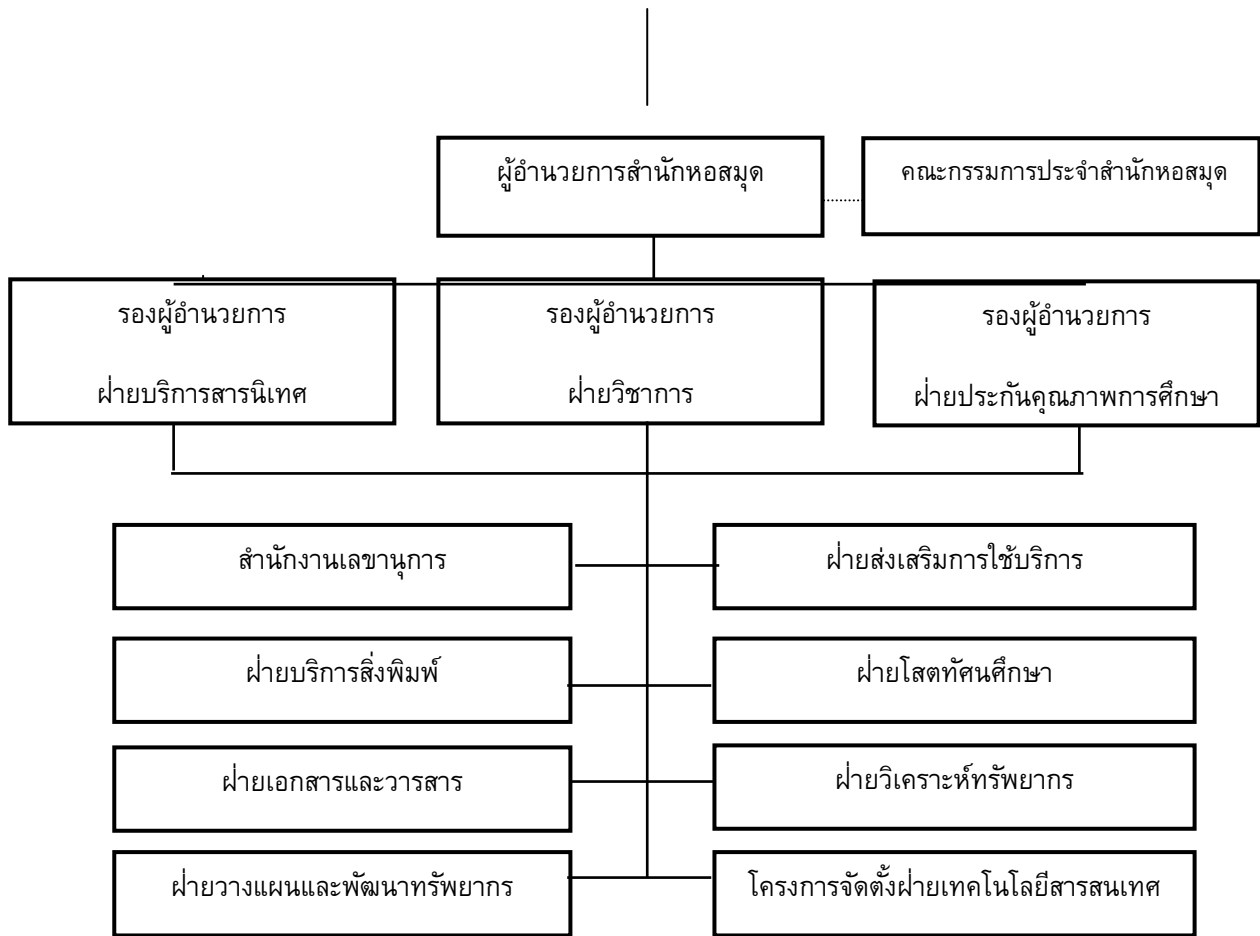 ผู้อำนวยการสำนักหอสมุด
คณะกรรมการประจำสำนักหอสมุด
รองผู้อำนวยการ
ฝ่ายบริการสารนิเทศ
รองผู้อำนวยการ
ฝ่ายวิชาการ
รองผู้อำนวยการ
ฝ่ายประกันคุณภาพการศึกษา
สำนักงานเลขานุการ
ฝ่ายส่งเสริมการใช้บริการ
ฝ่ายบริการสิ่งพิมพ์
ฝ่ายโสตทัศนศึกษา
ฝ่ายเอกสารและวารสาร
ฝ่ายวิเคราะห์ทรัพยากร
ฝ่ายวางแผนและพัฒนาทรัพยากร
โครงการจัดตั้งฝ่ายเทคโนโลยีสารสนเทศ